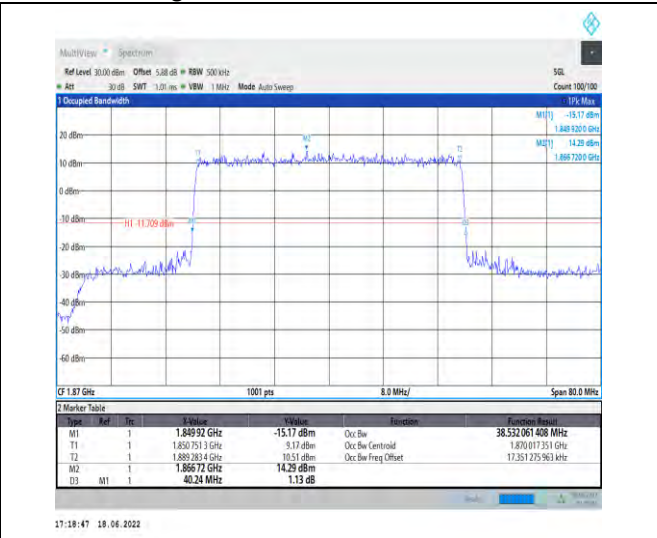 MultiView Spectrum
Ref Level 30.00 dBm Offset 5.88 dB RBW 500 kHz SGL
Att 30 dB SWT 1.01 ms VBW 1 MHz Mode Auto Sweep Count 100/100
1 Occupied Bandwidth 1Pk Max
M1[1] -15.17 dBm
1.849 920 0 GHz
M2[1] 14.29 dBm
1.866 720 0 GHz
20 dBm
M2
T1 T2
10 dBm
0 dBm
-10 dBm
H1 -11.709 dBm
-20 dBm
-30 dBm
-40 dBm
-50 dBm
-60 dBm
CF 1.87 GHz 1001 pts 8.0 MHz/ Span 80.0 MHz
2 Marker Table
Type Ref Trc X-Value Y-Value Function Function Result
M1 1 1.849 92 GHz -15.17 dBm Occ Bw 38.532 061 408 MHz
T1 1 1.850 751 3 GHz 9.17 dBm Occ Bw Centroid 1.870 017 351 GHz
T2 1 1.889 283 4 GHz 10.51 dBm Occ Bw Freq Offset 17.351 275 963 kHz
M2 1 1.866 72 GHz 14.29 dBm
D3 M1 1 40.24 MHz 1.13 dB
17:18:47 18.06.2022